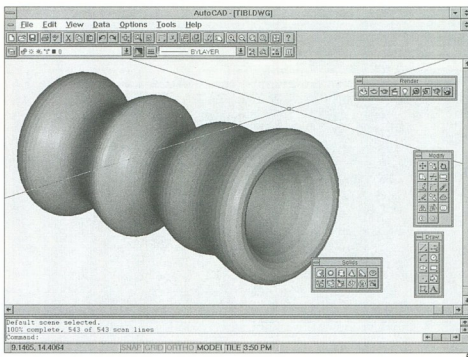 AutoCAD - [TIBI.DWG]
File Edit View Data Options Tools Help
BYLAYER
Render
Modify
Draw
Solids
Default scene selected.
100% complete, 543 of 543 scan lines
Command:
9.1465, 14.4064 SNAP GRID ORTHO MODEL TILE 3:50 PM